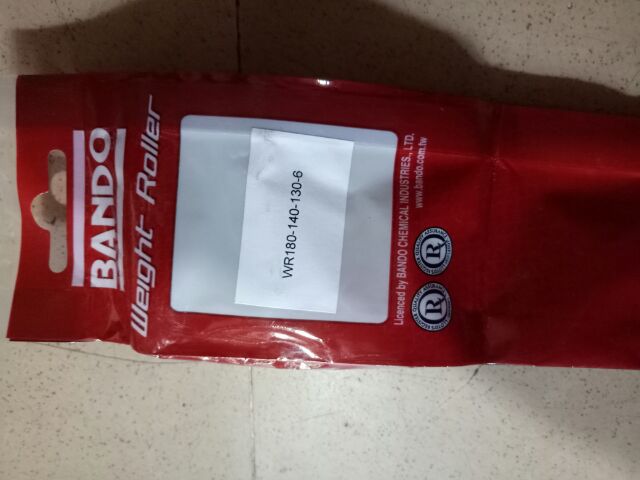 BANDO
Weight Roller
WR180-140-130-6
Licenced by BANDO CHEMICAL INDUSTRIES., LTD.
www.bando.com.tw